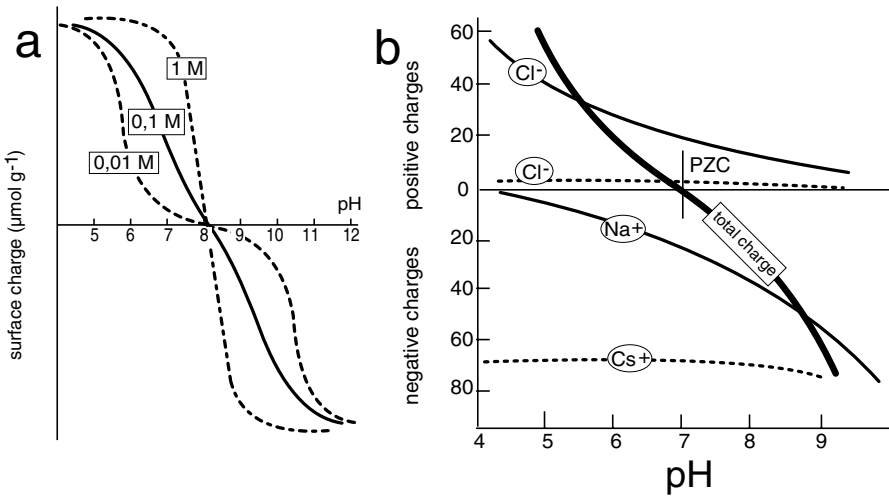 a
surface charge (µmol g⁻¹)
1 M
0,1 M
0,01 M
pH
5 6 7 8 9 10 11 12
b
positive charges
negative charges
60
40
20
0
20
40
60
80
Cl-
Cl-
PZC
Na+
total charge
Cs+
4 5 6 7 8 9
pH